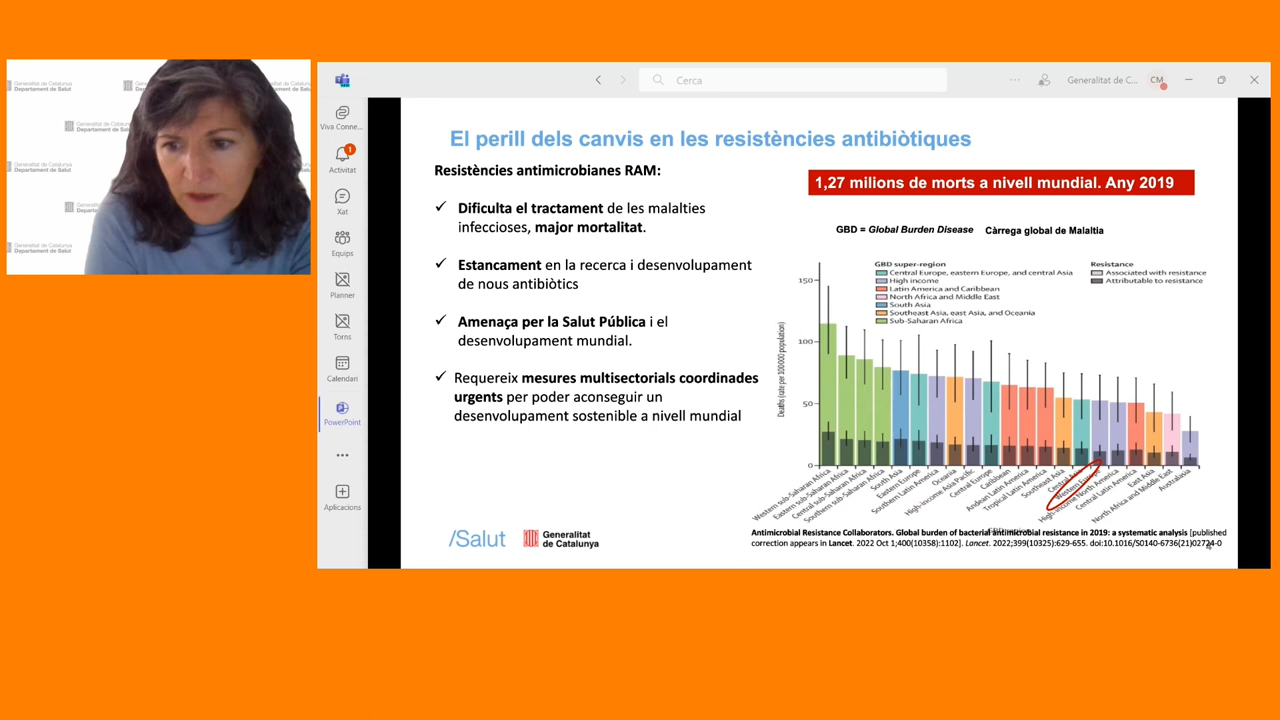 Generalitat de Catalunya
Departament de Salut
Cerca
Generalitat de C...
CM
Viva Conne...
1
Activitat
Xat
Equips
Planner
Torns
Calendari
PowerPoint
Aplicacions
El perill dels canvis en les resistències antibiòtiques
Resistències antimicrobianes RAM:
✓ Dificulta el tractament de les malalties
infeccioses, major mortalitat.
✓ Estancament en la recerca i desenvolupament
de nous antibiòtics
✓ Amenaça per la Salut Pública i el
desenvolupament mundial.
✓ Requereix mesures multisectorials coordinades
urgents per poder aconseguir un
desenvolupament sostenible a nivell mundial
/Salut
Generalitat
de Catalunya
1,27 milions de morts a nivell mundial. Any 2019
GBD = Global Burden Disease Càrrega global de Malaltia
GBD super-region
Central Europe, eastern Europe, and central Asia
High income
Latin America and Caribbean
North Africa and Middle East
South Asia
Southeast Asia, east Asia, and Oceania
Sub-Saharan Africa
Resistance
Associated with resistance
Attributable to resistance
Deaths (rate per 100 000 population)
150
100
50
0
Western sub-Saharan Africa
Eastern sub-Saharan Africa
Central sub-Saharan Africa
Southern sub-Saharan Africa
South Asia
Eastern Europe
Southern Latin America
Oceania
High-income Asia Pacific
Central Europe
Caribbean
Andean Latin America
Tropical Latin America
Southeast Asia
Central Asia
Western Europe
High-income North America
Central Latin America
East Asia
North Africa and Middle East
Australasia
Antimicrobial Resistance Collaborators. Global burden of bacterial antimicrobial resistance in 2019: a systematic analysis [published
correction appears in Lancet. 2022 Oct 1;400(10358):1102]. Lancet. 2022;399(10325):629-655. doi:10.1016/S0140-6736(21)02724-0